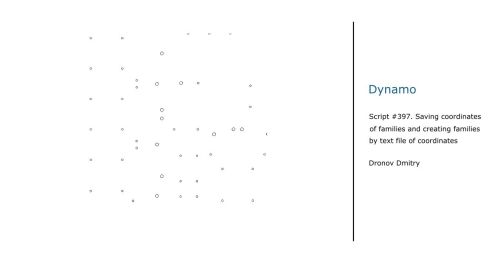 Dynamo
Script #397. Saving coordinates
of families and creating families
by text file of coordinates
Dronov Dmitry